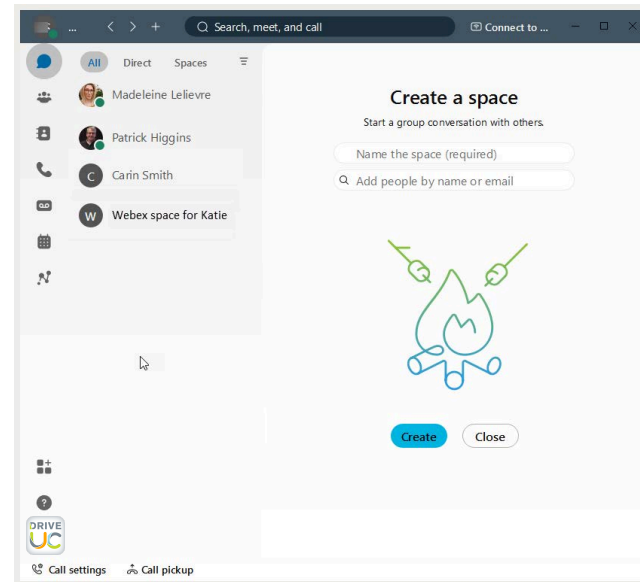 ... Search, meet, and call Connect to ...
All Direct Spaces
Madeleine Lelievre
Patrick Higgins
C Carin Smith
W Webex space for Katie
Create a space
Start a group conversation with others.
Name the space (required)
Add people by name or email
Create Close
DRIVE
UC
Call settings Call pickup